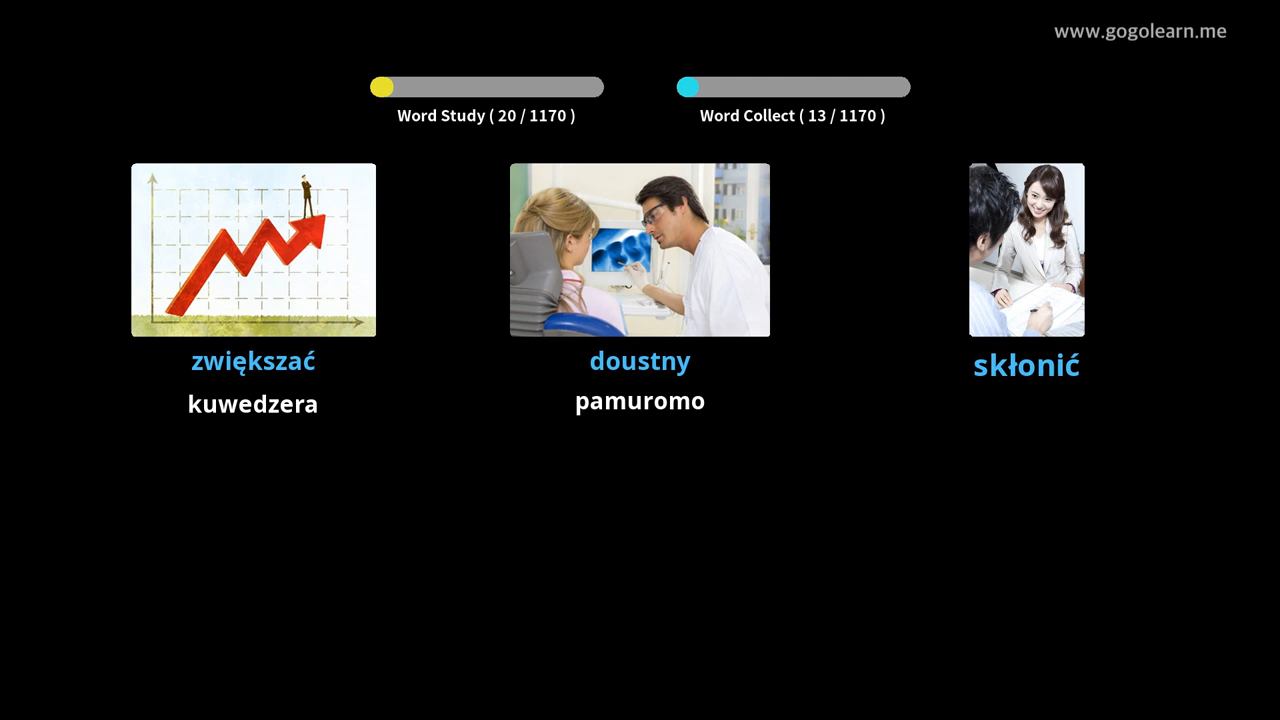 www.gogolearn.me
Word Study ( 20 / 1170 )
Word Collect ( 13 / 1170 )
zwiększać
doustny
skłonić
kuwedzera
pamuromo